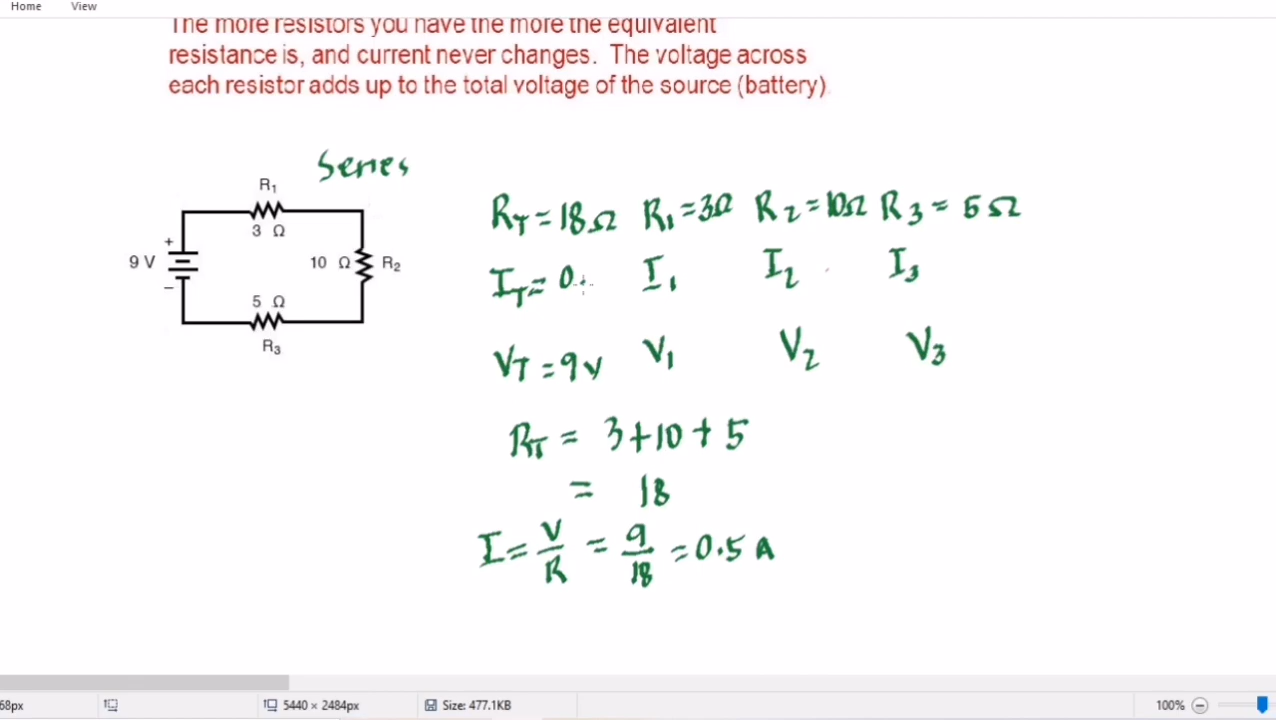 Home View
The more resistors you have the more the equivalent
resistance is, and current never changes. The voltage across
each resistor adds up to the total voltage of the source (battery)
Series
R1
3 Ω
9 V
+
−
10 Ω R2
5 Ω
R3
RT = 18Ω R1 = 3Ω R2 = 10Ω R3 = 5Ω
IT = 0. I1 I2 I3
VT = 9V V1 V2 V3
RT = 3+10+5
= 18
I = V/R = 9/18 = 0.5 A
68px 5440 × 2484px Size: 477.1KB 100%